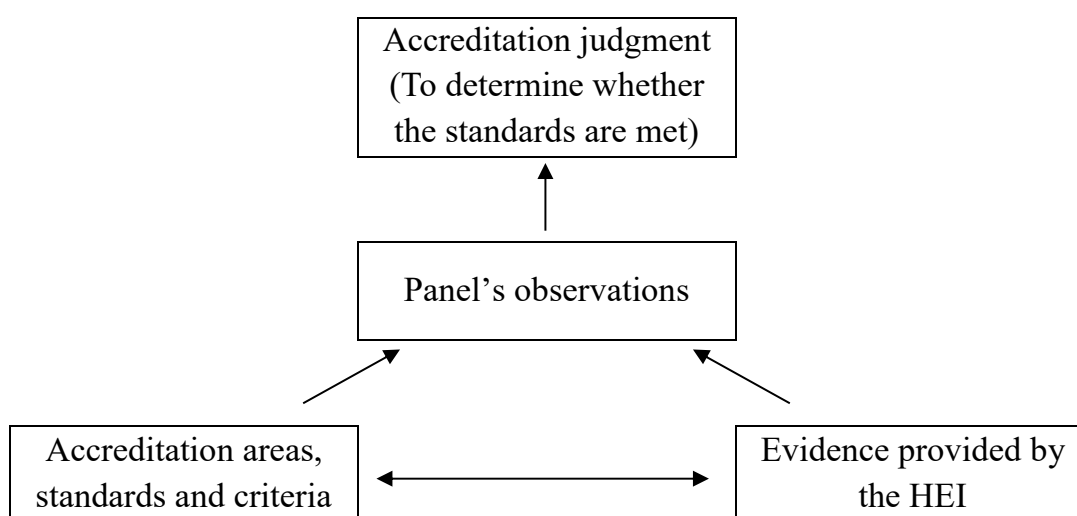 Accreditation judgment
(To determine whether
the standards are met)
Panel’s observations
Accreditation areas,
standards and criteria
Evidence provided by
the HEI